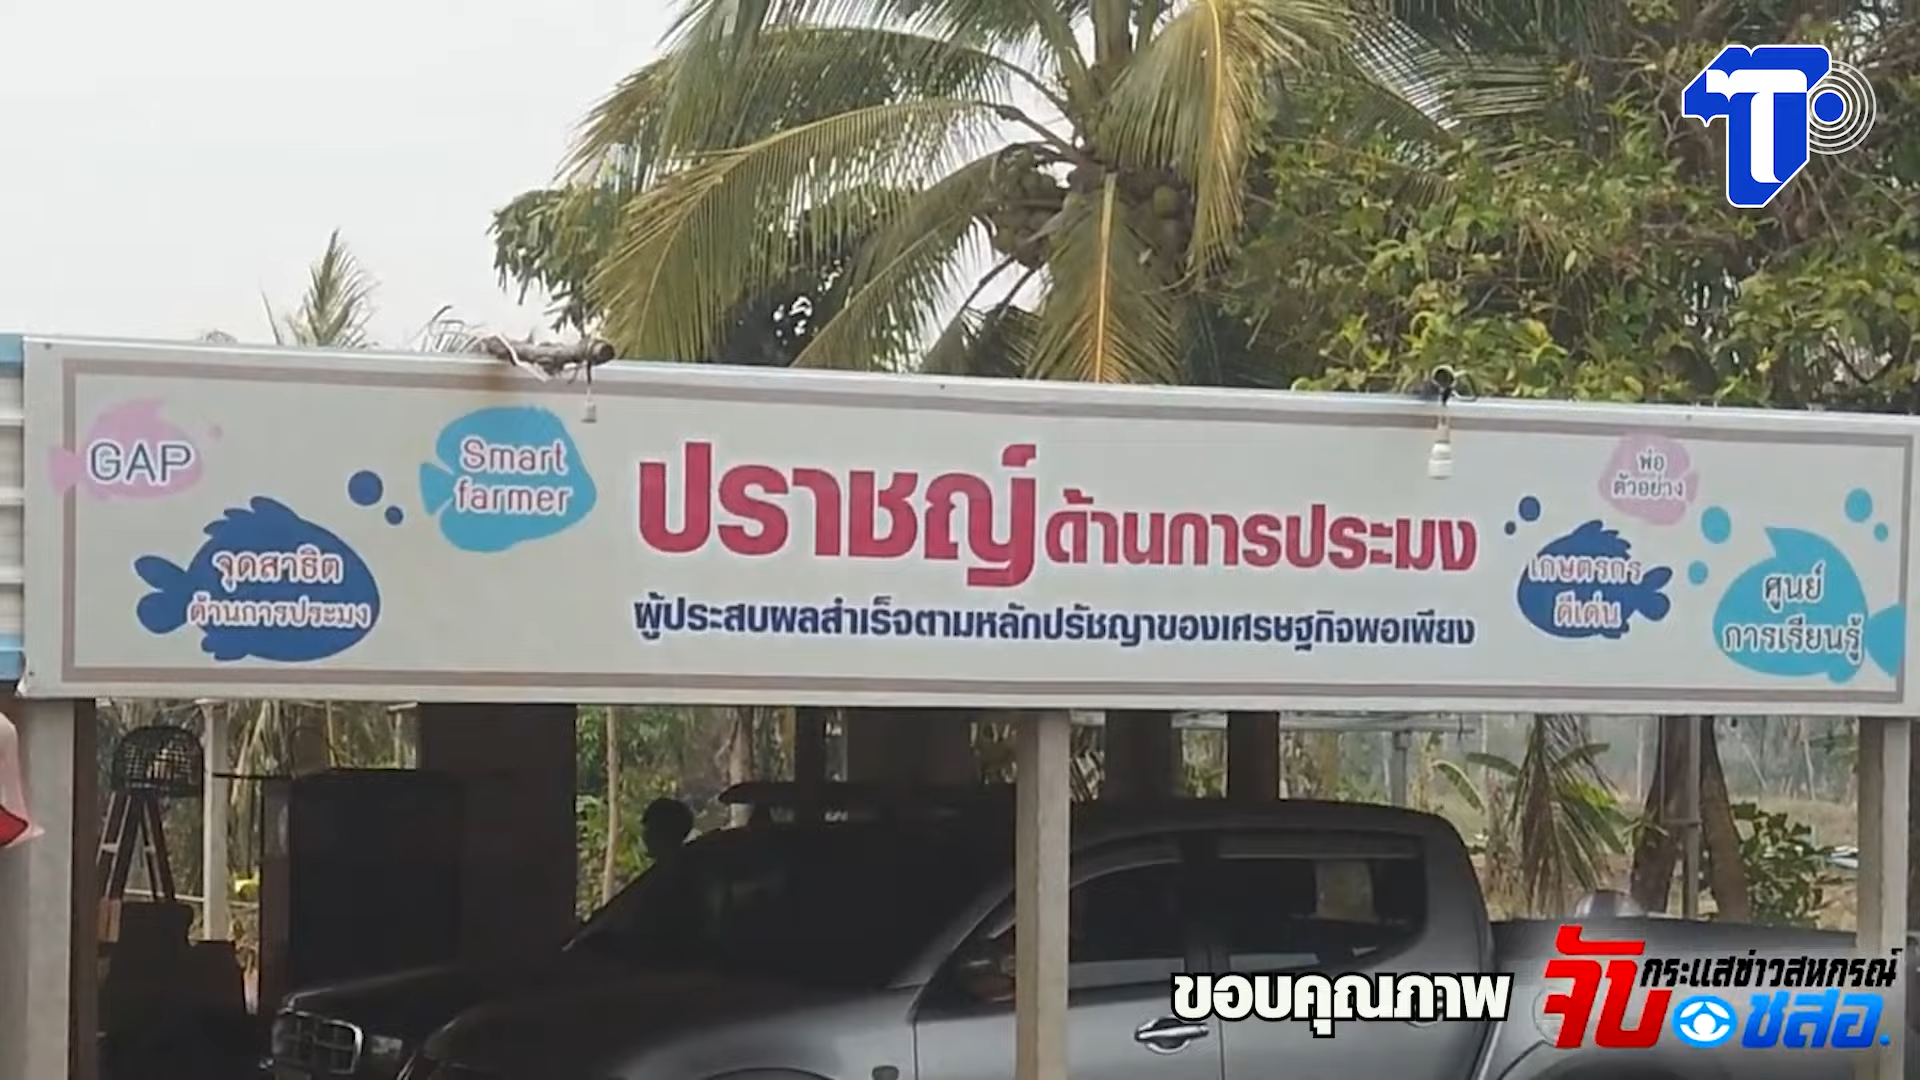 GAP
Smart
farmer
จุดสาธิต
ด้านการประมง
ปราชญ์ด้านการประมง
ผู้ประสบผลสำเร็จตามหลักปรัชญาของเศรษฐกิจพอเพียง
พ่อ
ตัวอย่าง
เกษตรกร
ดีเด่น
ศูนย์
การเรียนรู้
T
ขอบคุณภาพ
จับกระแสข่าวสหกรณ์
ชสอ.